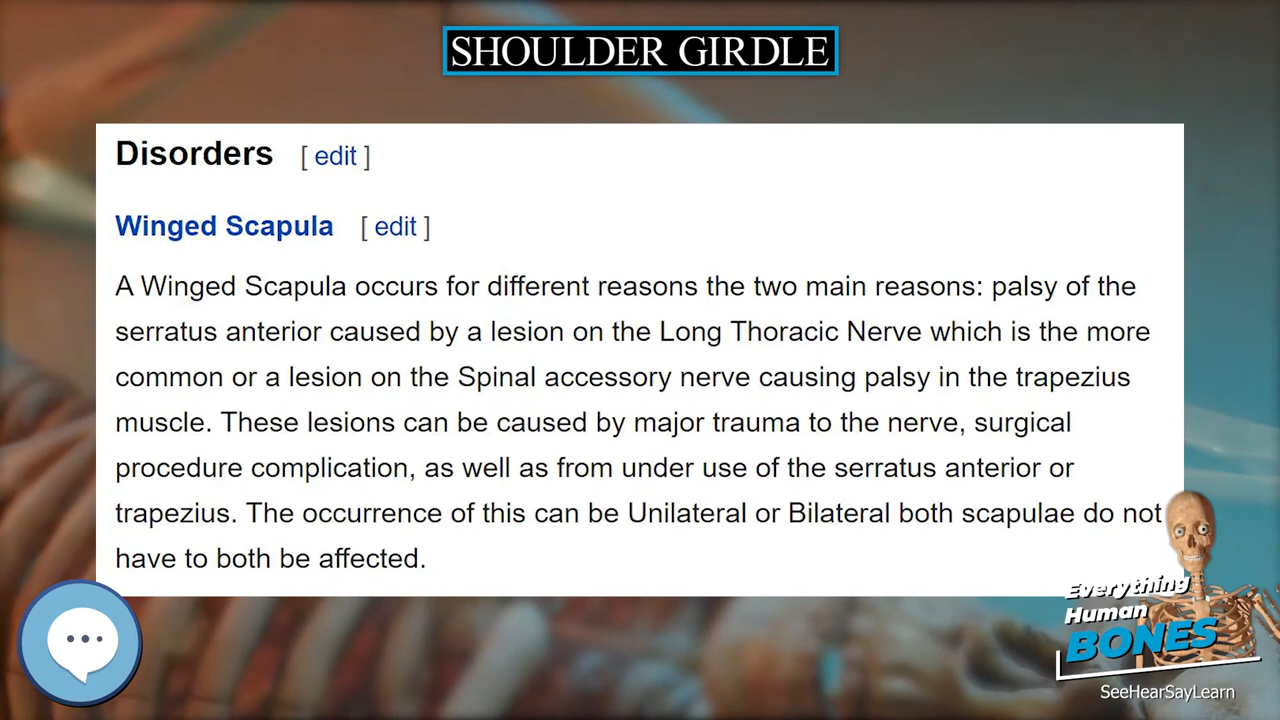 SHOULDER GIRDLE
Disorders [ edit ]
Winged Scapula [ edit ]
A Winged Scapula occurs for different reasons the two main reasons: palsy of the
serratus anterior caused by a lesion on the Long Thoracic Nerve which is the more
common or a lesion on the Spinal accessory nerve causing palsy in the trapezius
muscle. These lesions can be caused by major trauma to the nerve, surgical
procedure complication, as well as from under use of the serratus anterior or
trapezius. The occurrence of this can be Unilateral or Bilateral both scapulae do not
have to both be affected.
Everything
Human
BONES
SeeHearSayLearn